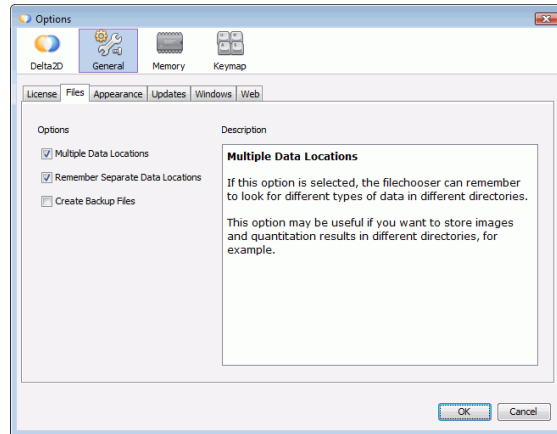 Options
Delta2D General Memory Keymap
License Files Appearance Updates Windows Web
Options
Multiple Data Locations
Remember Separate Data Locations
Create Backup Files
Description
Multiple Data Locations
If this option is selected, the filechooser can remember
to look for different types of data in different directories.
This option may be useful if you want to store images
and quantitation results in different directories, for
example.
OK Cancel